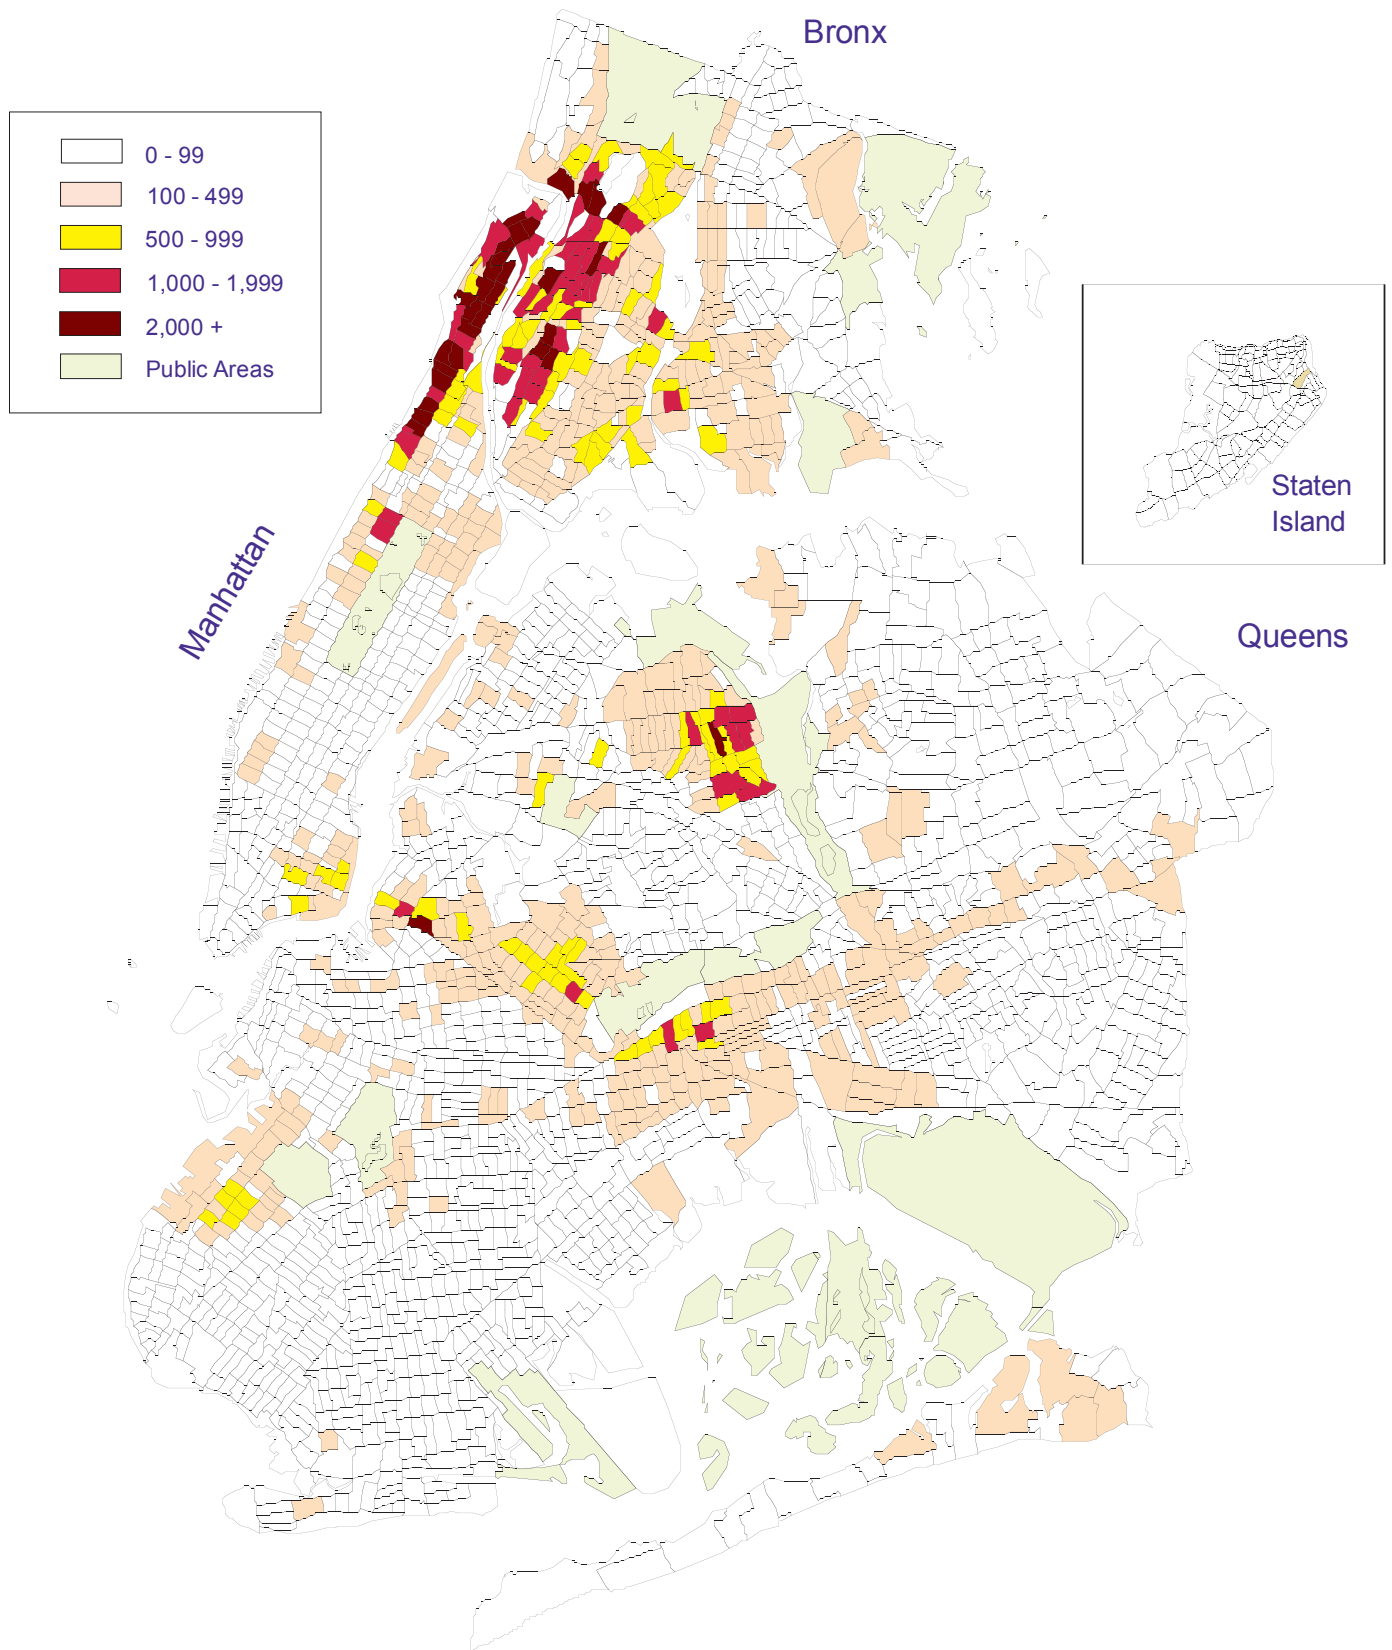 Bronx
0 - 99
100 - 499
500 - 999
1,000 - 1,999
2,000 +
Public Areas
Staten
Island
Manhattan
Queens